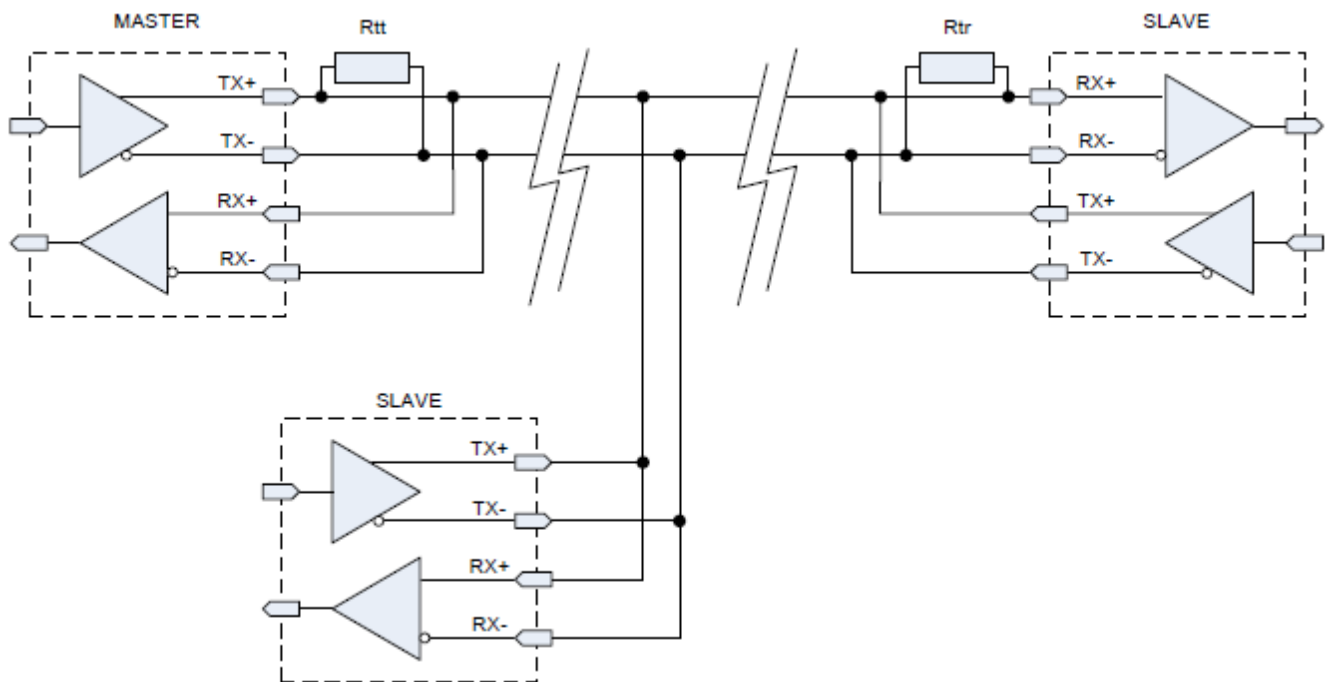 MASTER
Rtt
Rtr
SLAVE
TX+
TX-
RX+
RX-
RX+
RX-
TX+
TX-
SLAVE
TX+
TX-
RX+
RX-